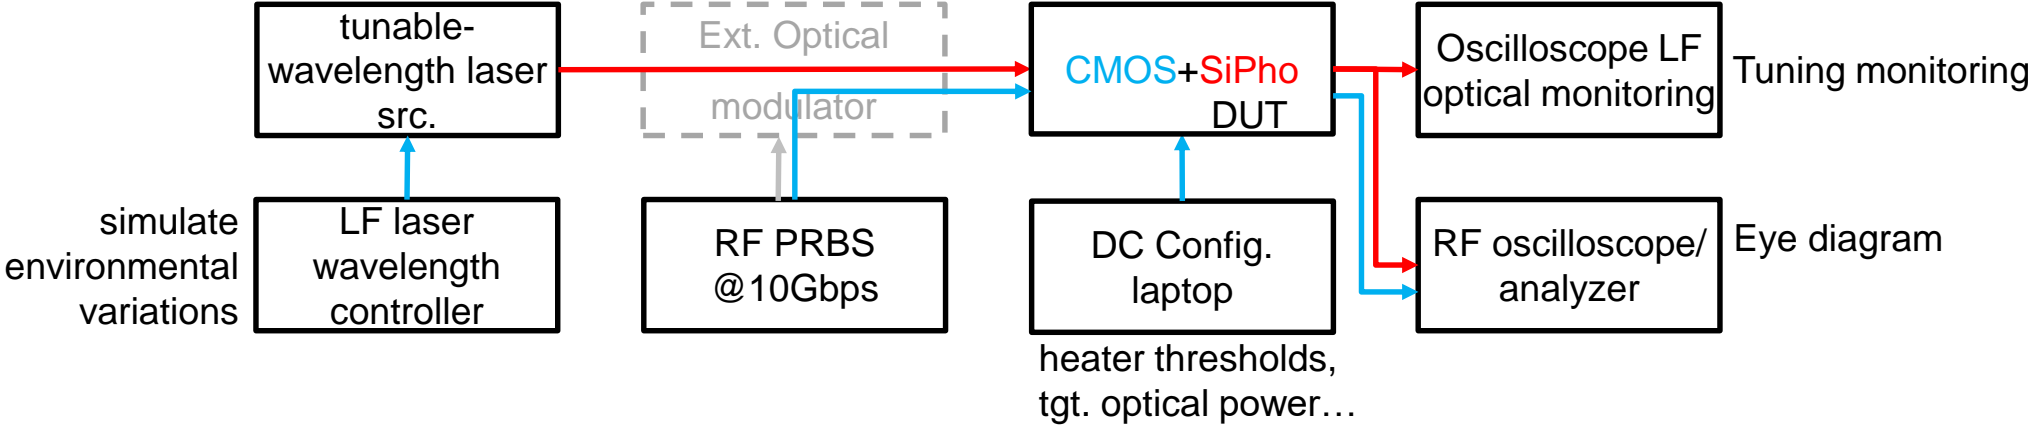 tunable-
wavelength laser
src.
Ext. Optical
modulator
CMOS+SiPho
DUT
Oscilloscope LF
optical monitoring
Tuning monitoring
simulate
environmental
variations
LF laser
wavelength
controller
RF PRBS
@10Gbps
DC Config.
laptop
RF oscilloscope/
analyzer
Eye diagram
heater thresholds,
tgt. optical power…